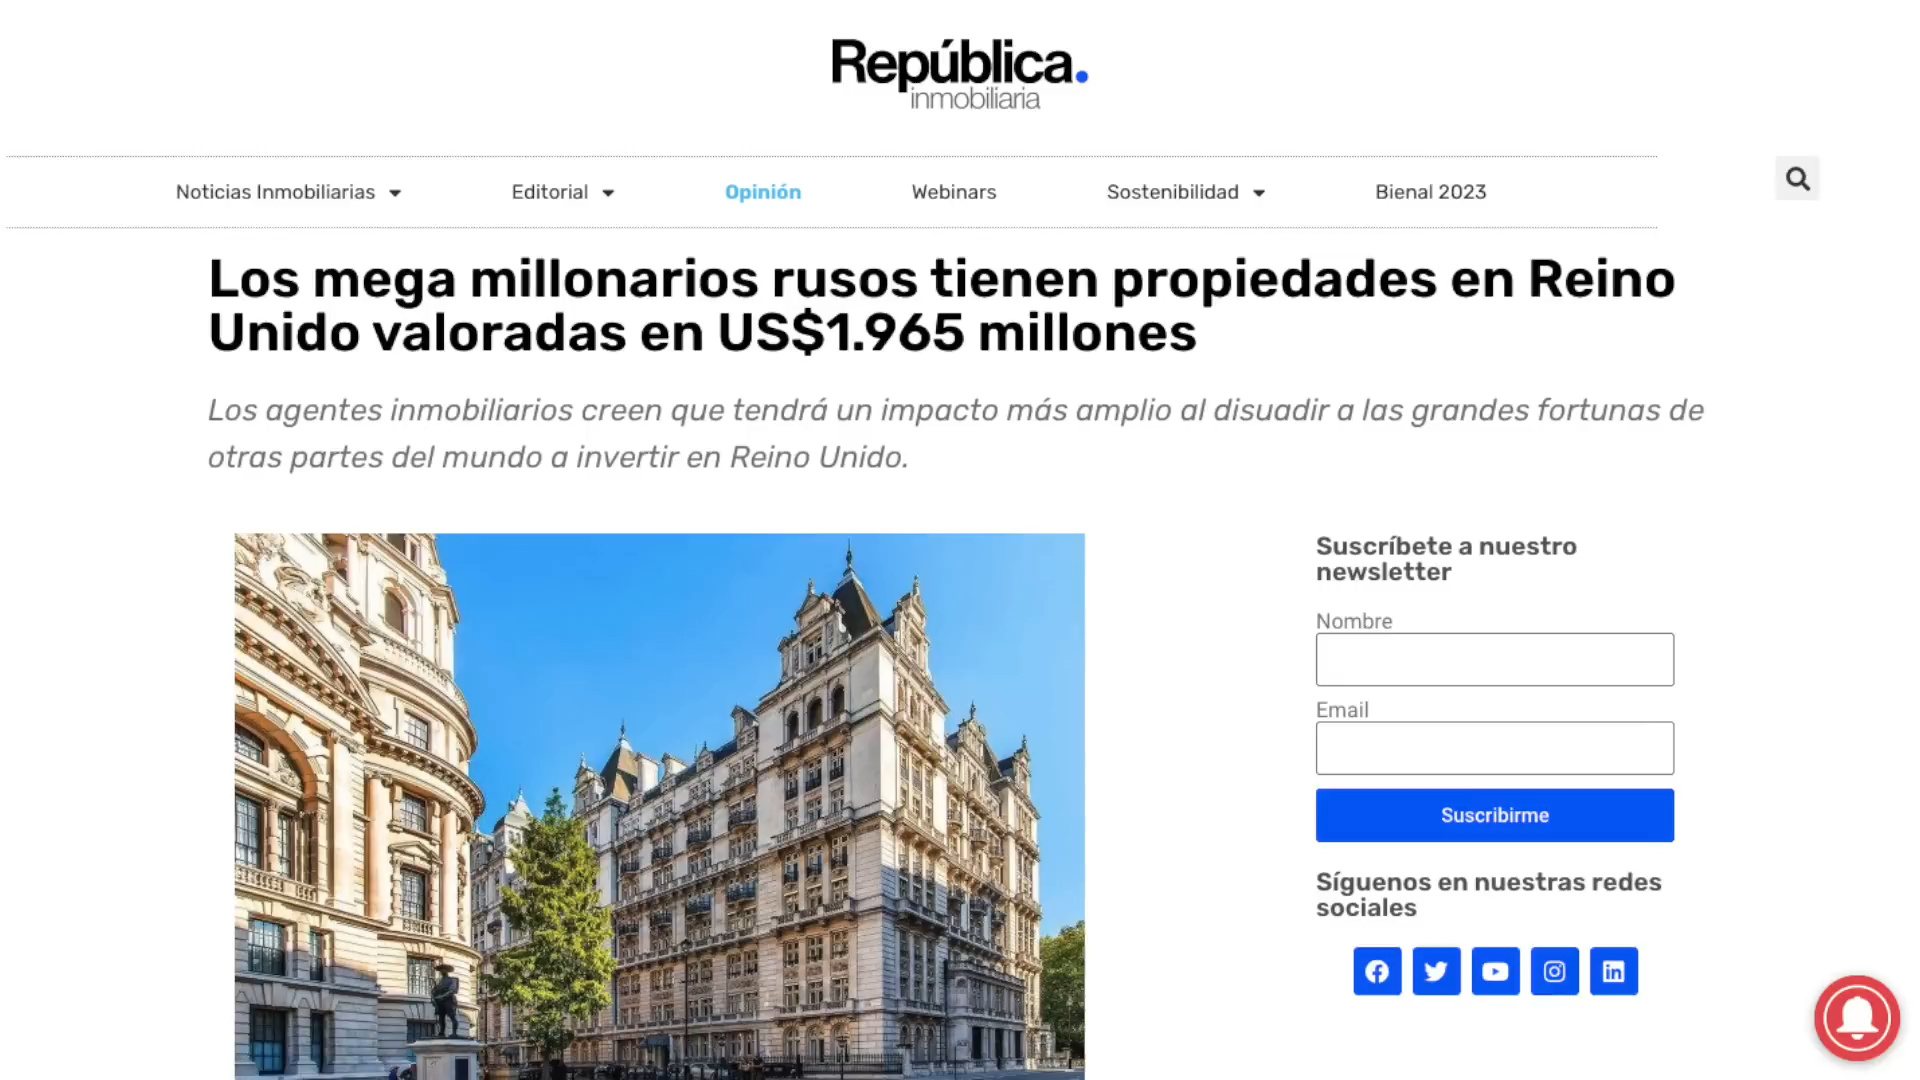 República.
inmobiliaria
Noticias Inmobiliarias
Editorial
Opinión
Webinars
Sostenibilidad
Bienal 2023
Los mega millonarios rusos tienen propiedades en Reino
Unido valoradas en US$1.965 millones
Los agentes inmobiliarios creen que tendrá un impacto más amplio al disuadir a las grandes fortunas de
otras partes del mundo a invertir en Reino Unido.
Suscríbete a nuestro
newsletter
Nombre
Email
Suscribirme
Síguenos en nuestras redes
sociales